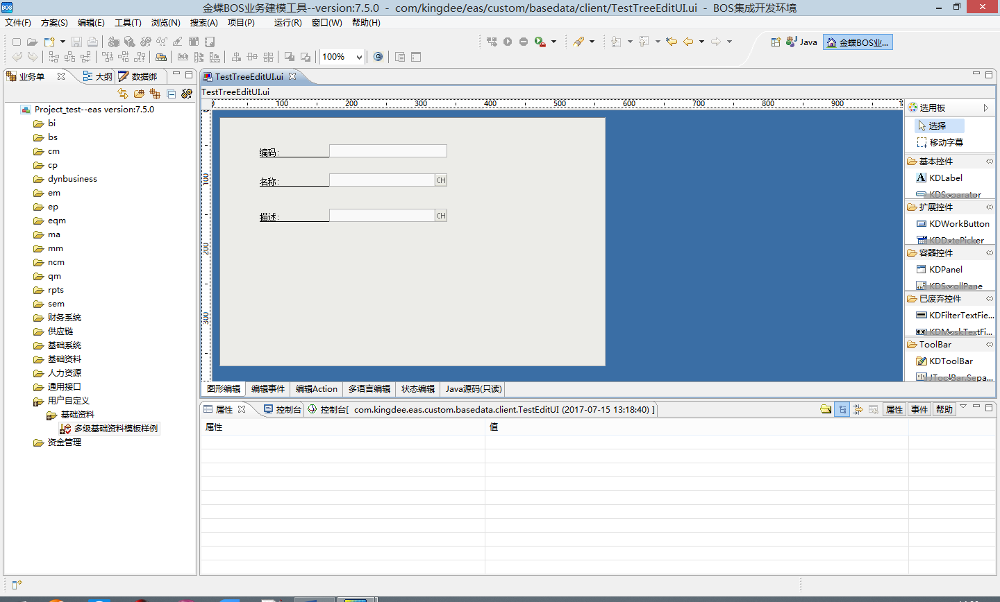 BOS 金蝶BOS业务建模工具--version:7.5.0 - com/kingdee/eas/custom/basedata/client/TestTreeEditUI.ui - BOS集成开发环境
文件(F) 方案(S) 编辑(E) 工具(T) 浏览(N) 搜索(A) 项目(P) 运行(R) 窗口(W) 帮助(H)
Java 金蝶BOS业...
100%
业务单 大纲 数据绑
TestTreeEditUI.ui
TestTreeEditUI.ui
Project_test--eas version:7.5.0
bi
bs
cm
cp
dynbusiness
em
ep
eqm
ma
mm
ncm
qm
rpts
sem
财务系统
供应链
基础系统
基础资料
人力资源
通用接口
用户自定义
基础资料
多级基础资料模板样例
资金管理
100 200 300 400 500 600 700 800 900
100
200
300
编码:
名称: CH
描述: CH
选用板
选择
移动字幕
基本控件
KDLabel
KDSeparator
扩展控件
KDWorkButton
KDDatePicker
容器控件
KDPanel
KDScrollPane
已废弃控件
KDFilterTextFie...
KDMaskTextFi...
ToolBar
KDToolBar
JToolBar.Sepa...
图形编辑 编辑事件 编辑Action 多语言编辑 状态编辑 Java源码(只读)
属性 控制台 控制台[ com.kingdee.eas.custom.basedata.client.TestEditUI (2017-07-15 13:18:40) ] 属性 事件 帮助
属性 值